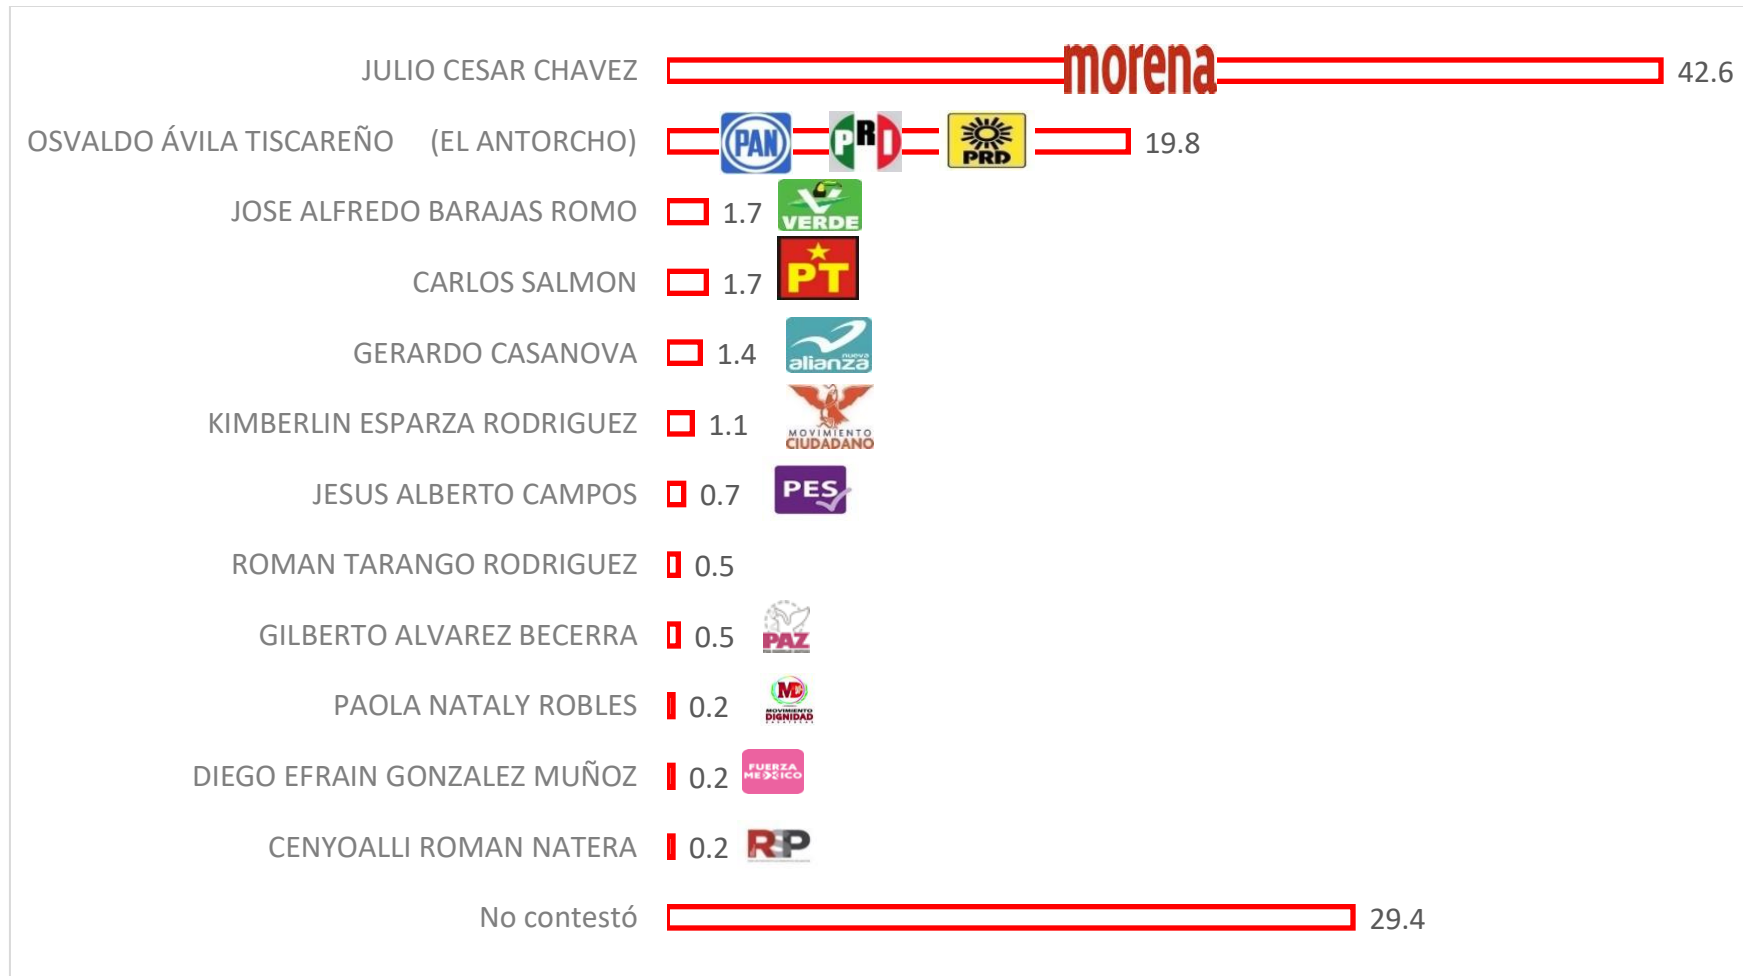 JULIO CESAR CHAVEZ morena 42.6
OSVALDO ÁVILA TISCAREÑO (EL ANTORCHO) PAN PRI PRD 19.8
JOSE ALFREDO BARAJAS ROMO 1.7 VERDE
CARLOS SALMON 1.7 PT
GERARDO CASANOVA 1.4 nueva alianza
KIMBERLIN ESPARZA RODRIGUEZ 1.1 MOVIMIENTO CIUDADANO
JESUS ALBERTO CAMPOS 0.7 PES
ROMAN TARANGO RODRIGUEZ 0.5
GILBERTO ALVAREZ BECERRA 0.5 PAZ
PAOLA NATALY ROBLES 0.2 MD MOVIMIENTO DIGNIDAD
DIEGO EFRAIN GONZALEZ MUÑOZ 0.2 FUERZA MEXICO
CENYOALLI ROMAN NATERA 0.2 RSP
No contestó 29.4